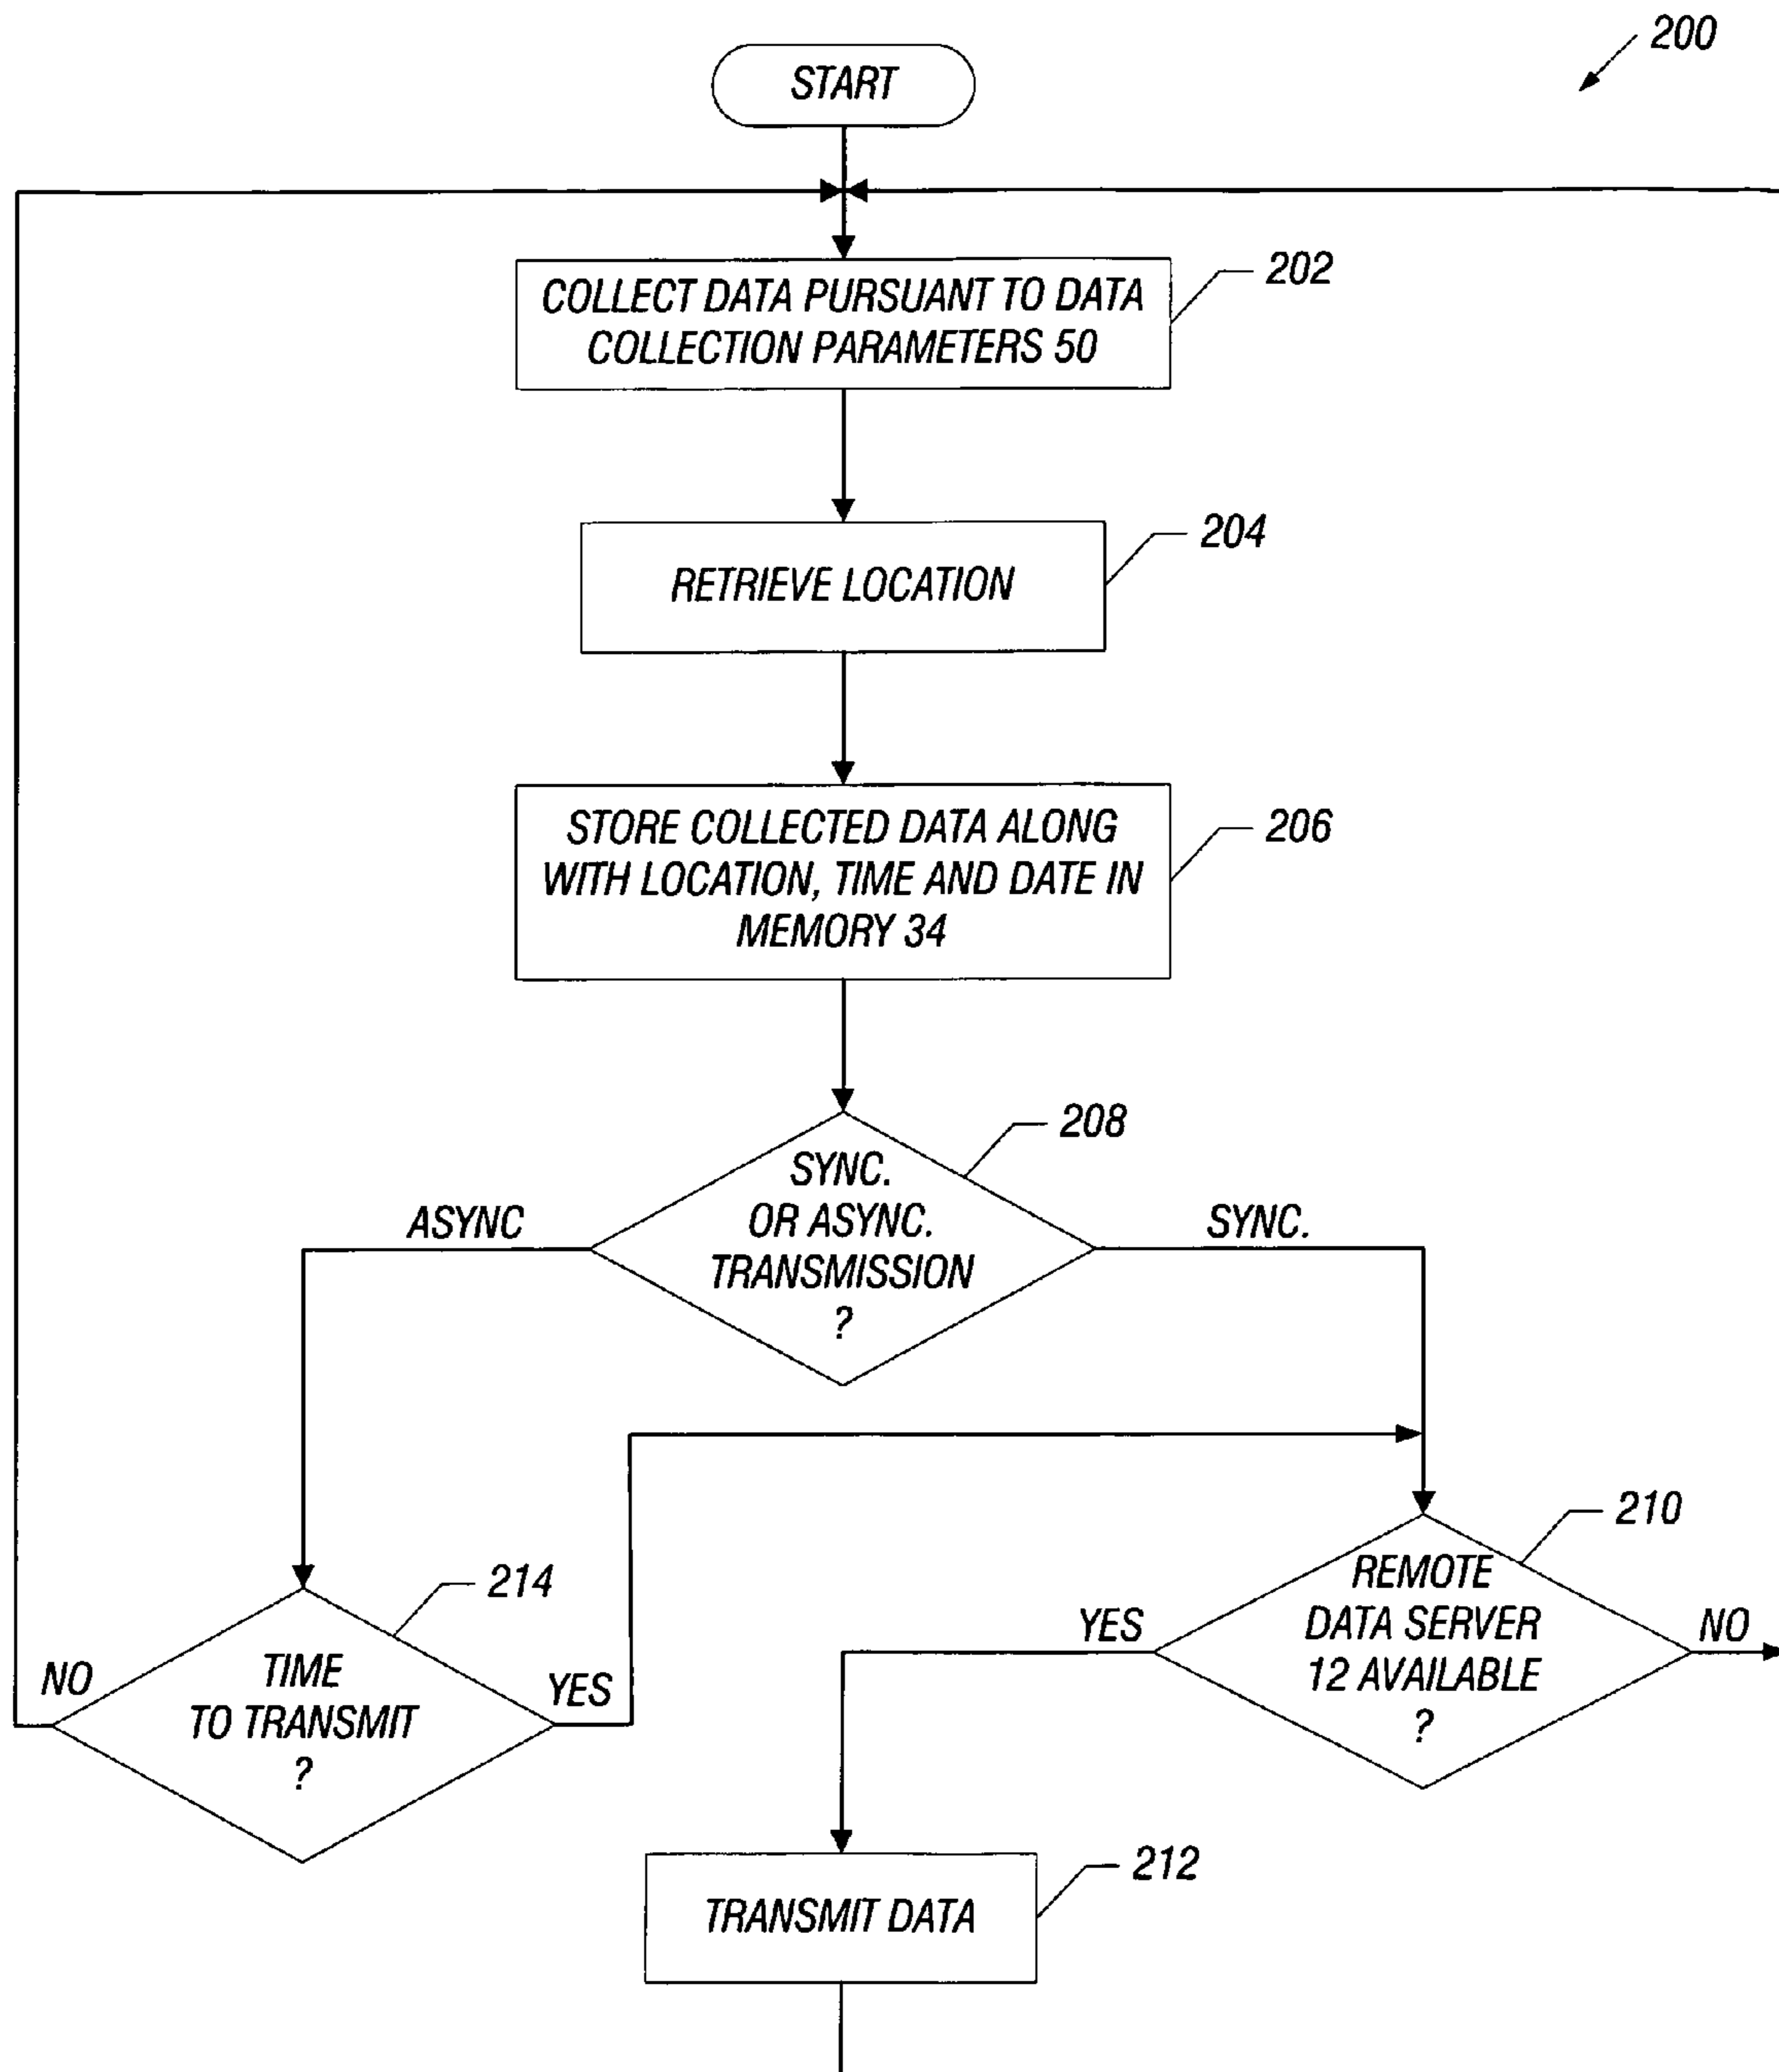 200
START
COLLECT DATA PURSUANT TO DATA
COLLECTION PARAMETERS 50
202
RETRIEVE LOCATION
204
STORE COLLECTED DATA ALONG
WITH LOCATION, TIME AND DATE IN
MEMORY 34
206
SYNC.
OR ASYNC.
TRANSMISSION
?
208
ASYNC
SYNC.
REMOTE
DATA SERVER
12 AVAILABLE
?
210
YES
NO
TIME
TO TRANSMIT
?
214
NO
YES
TRANSMIT DATA
212